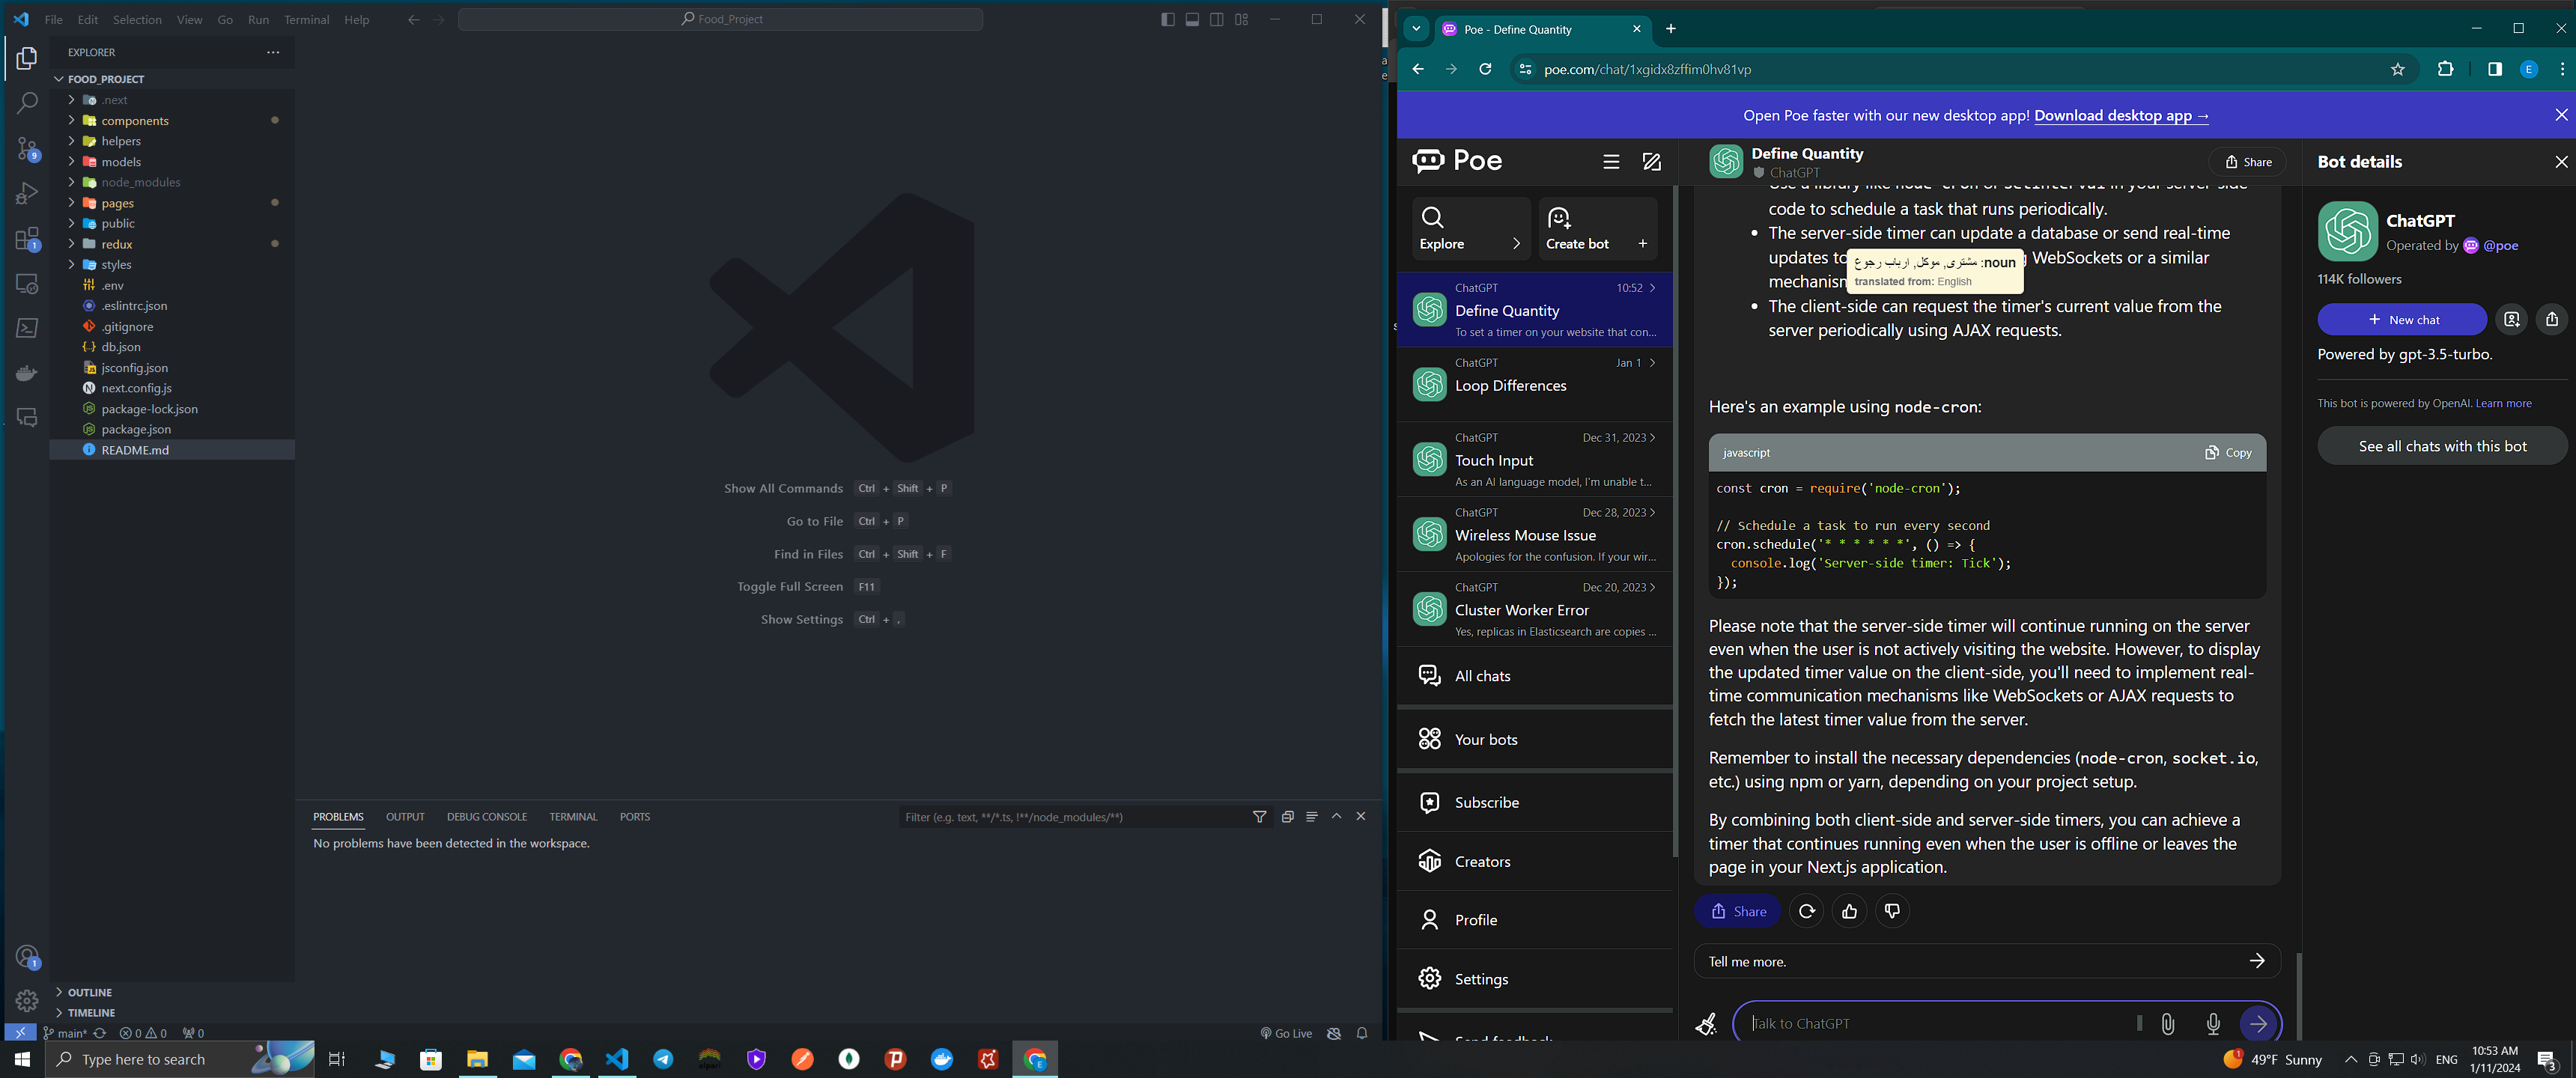 File Edit Selection View Go Run Terminal Help
Food_Project
EXPLORER
FOOD_PROJECT
.next
components
helpers
models
node_modules
pages
public
redux
styles
.env
.eslintrc.json
.gitignore
db.json
jsconfig.json
next.config.js
package-lock.json
package.json
README.md
9
1
1
Show All Commands Ctrl + Shift + P
Go to File Ctrl + P
Find in Files Ctrl + Shift + F
Toggle Full Screen F11
Show Settings Ctrl + ,
PROBLEMS OUTPUT DEBUG CONSOLE TERMINAL PORTS
Filter (e.g. text, **/*.ts, !**/node_modules/**)
No problems have been detected in the workspace.
OUTLINE
TIMELINE
main* 0 0 0
Go Live
Poe - Define Quantity
poe.com/chat/1xgidx8zffim0hv81vp
E
Open Poe faster with our new desktop app! Download desktop app →
Poe
Explore
Create bot +
ChatGPT 10:52
Define Quantity
To set a timer on your website that con...
ChatGPT Jan 1
Loop Differences
ChatGPT Dec 31, 2023
Touch Input
As an AI language model, I'm unable t...
ChatGPT Dec 28, 2023
Wireless Mouse Issue
Apologies for the confusion. If your wir...
ChatGPT Dec 20, 2023
Cluster Worker Error
Yes, replicas in Elasticsearch are copies ...
All chats
Your bots
Subscribe
Creators
Profile
Settings
Send feedback
Define Quantity
ChatGPT
Share
Use a library like node-cron or setInterval in your server-side
code to schedule a task that runs periodically.
• The server-side timer can update a database or send real-time
updates to WebSockets or a similar
mechanism
noun: مشتری, موکل, ارباب رجوع
translated from: English
• The client-side can request the timer's current value from the
server periodically using AJAX requests.
Here's an example using node-cron:
javascript
Copy
const cron = require('node-cron');
// Schedule a task to run every second
cron.schedule('* * * * * *', () => {
console.log('Server-side timer: Tick');
});
Please note that the server-side timer will continue running on the server
even when the user is not actively visiting the website. However, to display
the updated timer value on the client-side, you'll need to implement real-
time communication mechanisms like WebSockets or AJAX requests to
fetch the latest timer value from the server.
Remember to install the necessary dependencies (node-cron, socket.io,
etc.) using npm or yarn, depending on your project setup.
By combining both client-side and server-side timers, you can achieve a
timer that continues running even when the user is offline or leaves the
page in your Next.js application.
Share
Tell me more.
Talk to ChatGPT
Bot details
ChatGPT
Operated by @poe
114K followers
+ New chat
Powered by gpt-3.5-turbo.
This bot is powered by OpenAI. Learn more
See all chats with this bot
Type here to search
1
49°F Sunny
ENG
10:53 AM
1/11/2024
3